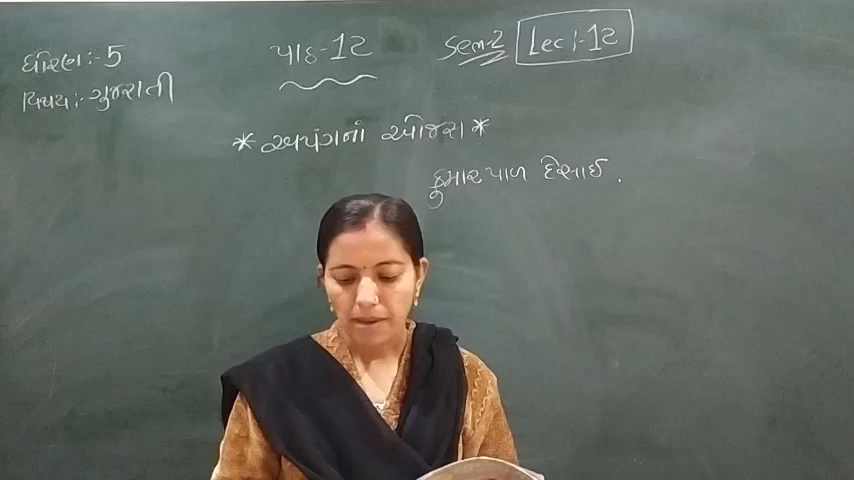 ધોરણ:-5
પાઠ-12
Sem-2 Lec:-12
વિષય:-ગુજરાતી
*અપંગનાં ઓજસ*
કુમારપાળ દેસાઈ.